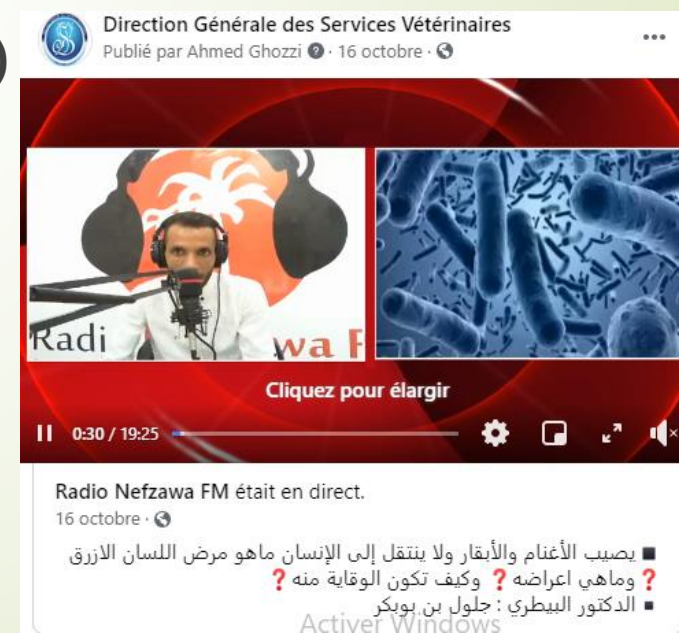 Direction Générale des Services Vétérinaires
Publié par Ahmed Ghozzi · 16 octobre ·
Radi
wa F
Cliquez pour élargir
0:30 / 19:25
Radio Nefzawa FM était en direct.
16 octobre ·
■ يصيب الأغنام والأبقار ولا ينتقل إلى الإنسان ماهو مرض اللسان الازرق
❓ وماهي اعراضه ❓ وكيف تكون الوقاية منه ❓
■ الدكتور البيطري : جلول بن بوبكر
Activer Windows